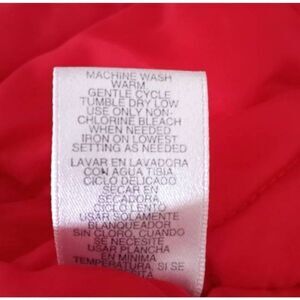 MACHINE WASH
WARM,
GENTLE CYCLE
TUMBLE DRY LOW
USE ONLY NON-
CHLORINE BLEACH
WHEN NEEDED
IRON ON LOWEST
SETTING AS NEEDED
LAVAR EN LAVADORA
CON AGUA TIBIA,
CICLO DELICADO
SECAR EN
SECADORA,
CICLO LENTO
USAR SOLAMENTE
BLANQUEADOR
SIN CLORO, CUANDO
SE NECESITE
USAR PLANCHA
EN MINIMA
TEMPERATURA, SI SE